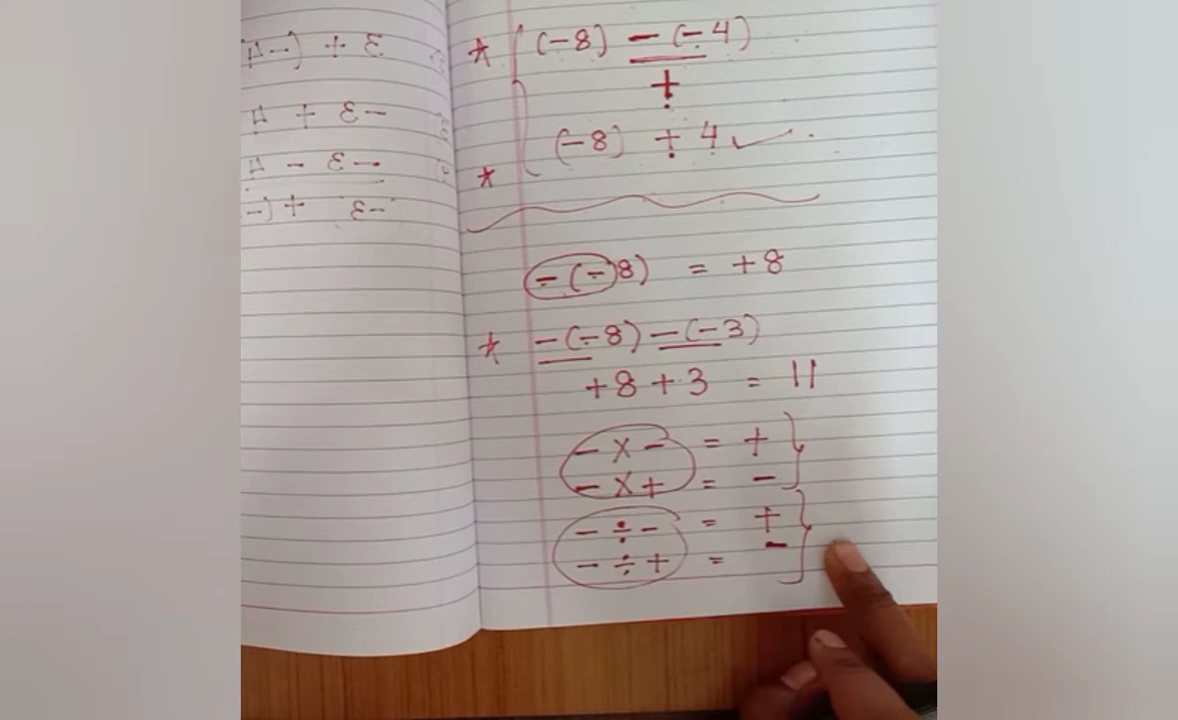 * (-8) - (-4)
+
(-8) + 4 ✓
*
-(-8) = +8
* -(-8) -(-3)
+8 +3 = 11
- x - = +
- x + = -
- ÷ - = +
- ÷ + = -